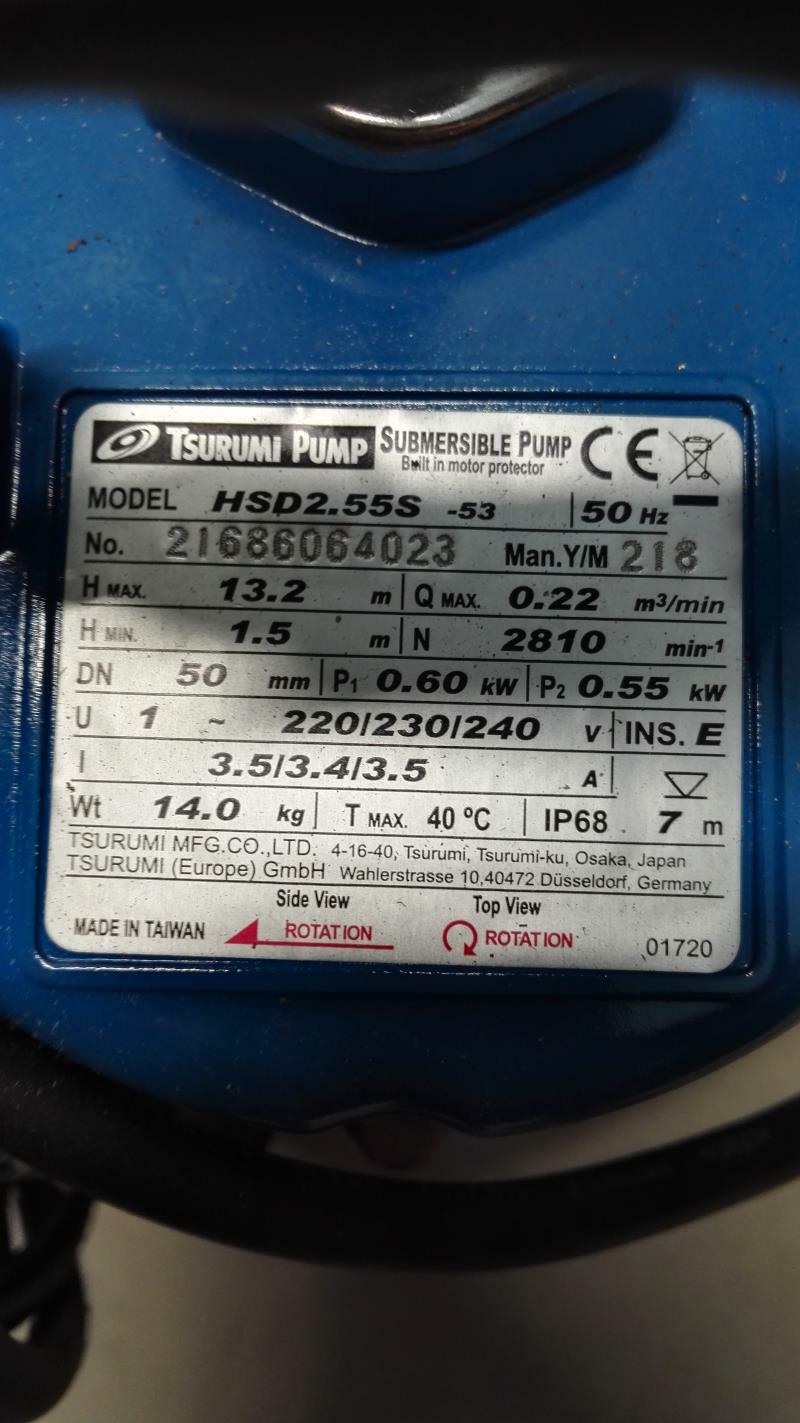 TSURUMI PUMP SUBMERSIBLE PUMP CE
Built in motor protector
MODEL HSD2.55S -53 50 Hz
No. 21686064023 Man.Y/M 218
H MAX. 13.2 m Q MAX. 0.22 m³/min
H MIN. 1.5 m N 2810 min-1
DN 50 mm P1 0.60 kW P2 0.55 kW
U 1 ~ 220/230/240 V INS. E
I 3.5/3.4/3.5 A
Wt 14.0 kg T MAX. 40 ºC IP68 7 m
TSURUMI MFG.CO.,LTD. 4-16-40, Tsurumi, Tsurumi-ku, Osaka, Japan
TSURUMI (Europe) GmbH Wahlerstrasse 10,40472 Düsseldorf, Germany
Side View Top View
MADE IN TAIWAN ROTATION ROTATION 01720